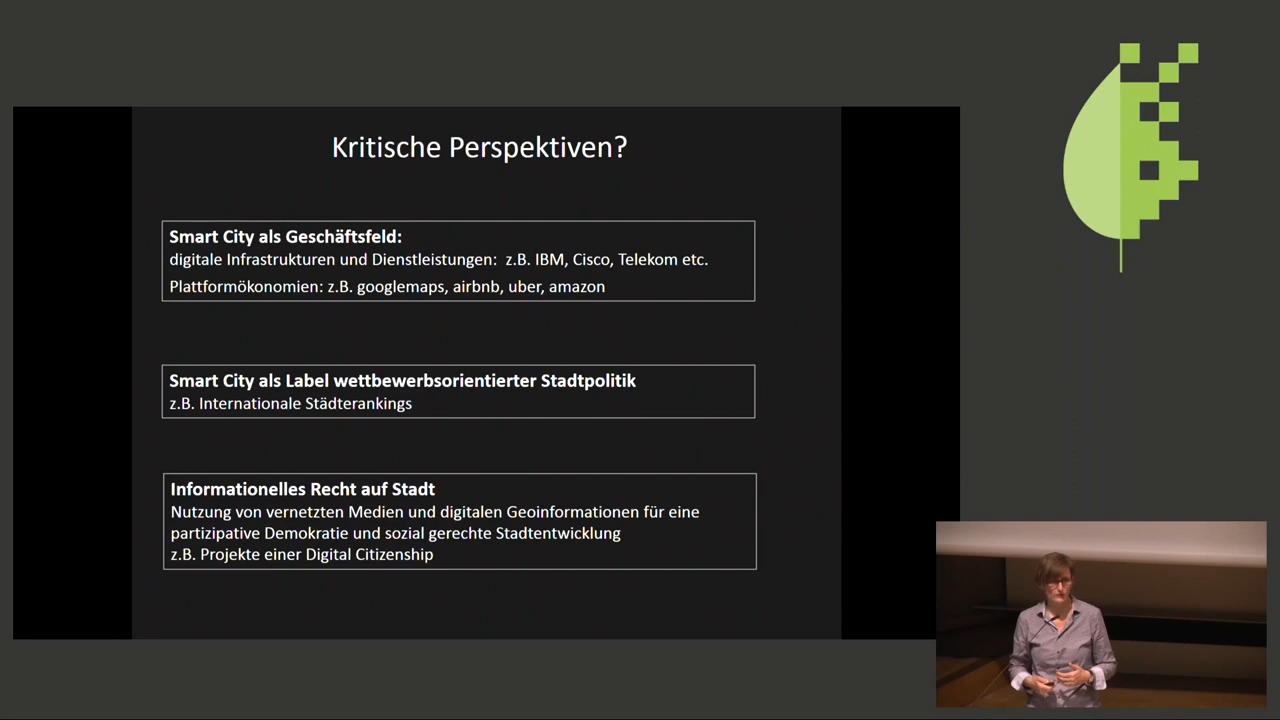 Kritische Perspektiven?
Smart City als Geschäftsfeld:
digitale Infrastrukturen und Dienstleistungen: z.B. IBM, Cisco, Telekom etc.
Plattformökonomien: z.B. googlemaps, airbnb, uber, amazon
Smart City als Label wettbewerbsorientierter Stadtpolitik
z.B. Internationale Städterankings
Informationelles Recht auf Stadt
Nutzung von vernetzten Medien und digitalen Geoinformationen für eine
partizipative Demokratie und sozial gerechte Stadtentwicklung
z.B. Projekte einer Digital Citizenship